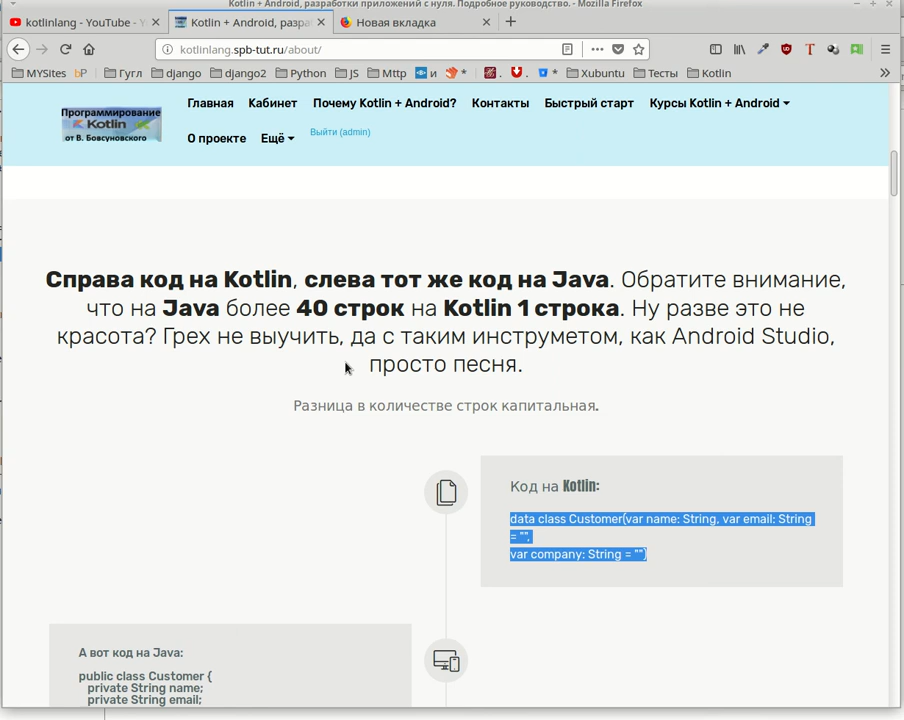 Kotlin + Android, разработки приложений с нуля. Подробное руководство. - Mozilla Firefox
kotlinlang - YouTube - Y
Kotlin + Android, разра
Новая вкладка
kotlinlang.spb-tut.ru/about/
MYSites
bP
Гугл
django
django2
Python
JS
Mttp
и
Xubuntu
Тесты
Kotlin
Программирование
Kotlin
от В. Бовсуновского
Главная
Кабинет
Почему Kotlin + Android?
Контакты
Быстрый старт
Курсы Kotlin + Android
О проекте
Ещё
Выйти (admin)
Справа код на Kotlin, слева тот же код на Java. Обратите внимание,
что на Java более 40 строк на Kotlin 1 строка. Ну разве это не
красота? Грех не выучить, да с таким инструметом, как Android Studio,
просто песня.
Разница в количестве строк капитальная.
Код на Kotlin:
data class Customer(var name: String, var email: String
= "",
var company: String = "")
А вот код на Java:
public class Customer {
private String name;
private String email;